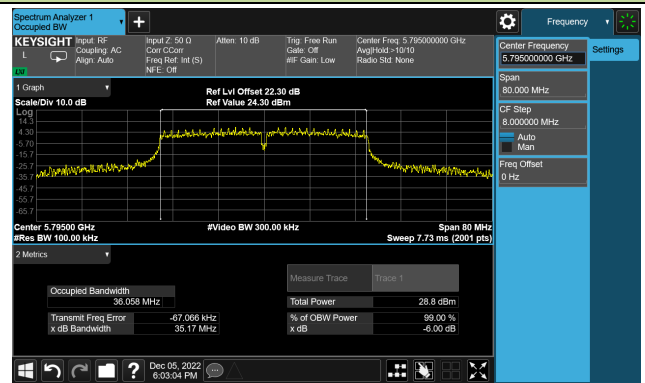 Spectrum Analyzer 1
Occupied BW
Frequency
KEYSIGHT
L
LXI
Input: RF
Coupling: AC
Align: Auto
Input Z: 50 Ω
Corr CCorr
Freq Ref: Int (S)
NFE: Off
Atten: 10 dB
Trig: Free Run
Gate: Off
#IF Gain: Low
Center Freq: 5.795000000 GHz
Avg|Hold:>10/10
Radio Std: None
Center Frequency
5.795000000 GHz
Settings
Span
80.000 MHz
CF Step
8.000000 MHz
Auto
Man
Freq Offset
0 Hz
1 Graph
Scale/Div 10.0 dB
Ref Lvl Offset 22.30 dB
Ref Value 24.30 dBm
Log
14.3
4.30
-5.70
-15.7
-25.7
-35.7
-45.7
-55.7
-65.7
Center 5.79500 GHz
#Res BW 100.00 kHz
#Video BW 300.00 kHz
Span 80 MHz
Sweep 7.73 ms (2001 pts)
2 Metrics
Measure Trace
Trace 1
Occupied Bandwidth
36.058 MHz
Total Power
28.8 dBm
Transmit Freq Error
-67.066 kHz
% of OBW Power
99.00 %
x dB Bandwidth
35.17 MHz
x dB
-6.00 dB
?
Dec 05, 2022
6:03:04 PM